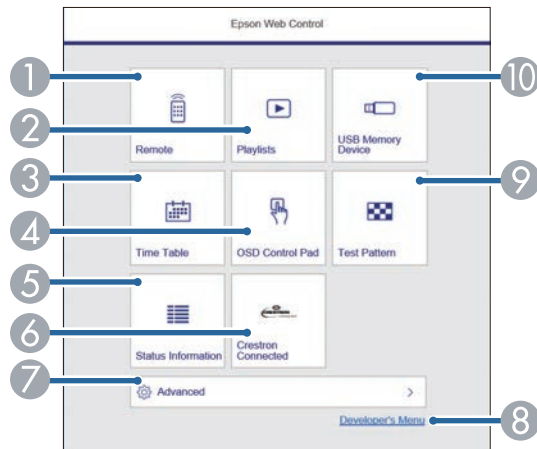 Epson Web Control
1
10
2
Remote
Playlists
USB Memory
Device
3
9
4
Time Table
OSD Control Pad
Test Pattern
5
6
CRESTRON
Status Information
Crestron
Connected
7
Advanced
Developer's Menu
8